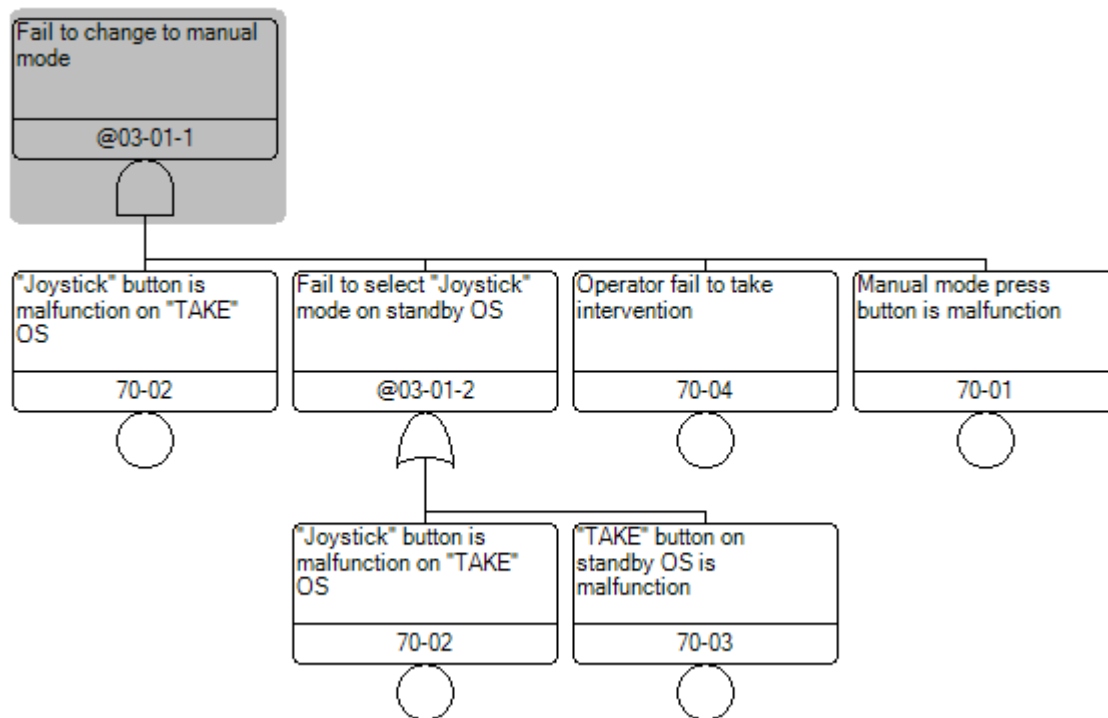 Fail to change to manual
mode
@03-01-1
"Joystick" button is
malfunction on "TAKE"
OS
70-02
Fail to select "Joystick"
mode on standby OS
@03-01-2
Operator fail to take
intervention
70-04
Manual mode press
button is malfunction
70-01
"Joystick" button is
malfunction on "TAKE"
OS
70-02
"TAKE" button on
standby OS is
malfunction
70-03